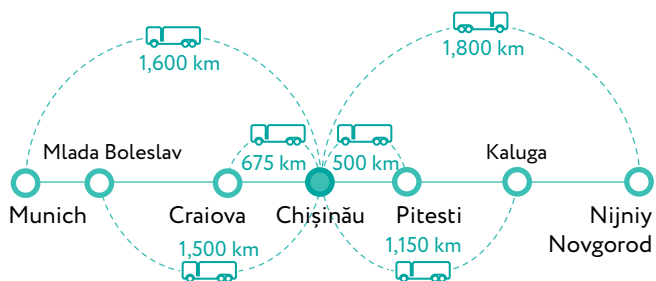 1,600 km
1,800 km
Mlada Boleslav
675 km
500 km
Kaluga
Munich
Craiova
Chișinău
Pitesti
Nijniy
Novgorod
1,500 km
1,150 km